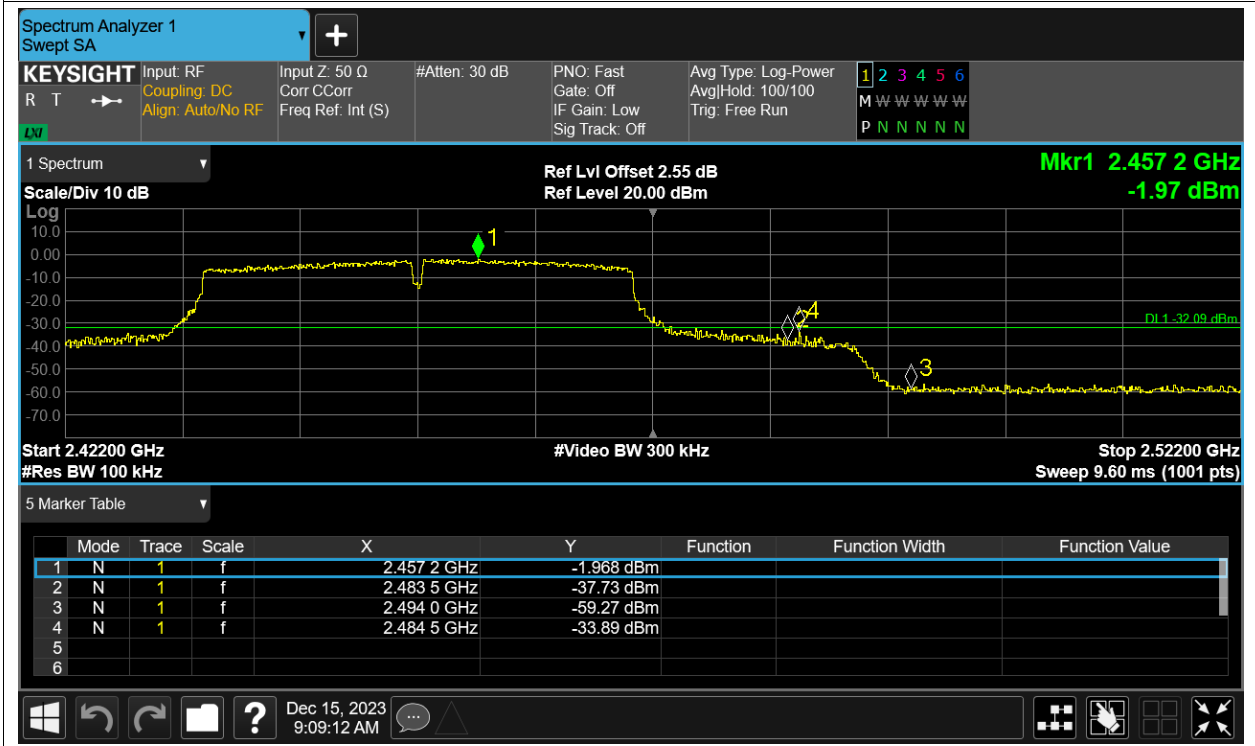 Spectrum Analyzer 1
Swept SA
+
KEYSIGHT
R T
LXI
Input: RF
Coupling: DC
Align: Auto/No RF
Input Z: 50 Ω
Corr CCorr
Freq Ref: Int (S)
#Atten: 30 dB
PNO: Fast
Gate: Off
IF Gain: Low
Sig Track: Off
Avg Type: Log-Power
Avg|Hold: 100/100
Trig: Free Run
1 2 3 4 5 6
M W W W W W
P N N N N N
1 Spectrum
Scale/Div 10 dB
Ref Lvl Offset 2.55 dB
Ref Level 20.00 dBm
Mkr1 2.457 2 GHz
-1.97 dBm
Log
10.0
0.00
-10.0
-20.0
-30.0
-40.0
-50.0
-60.0
-70.0
1
2
4
3
DL1 -32.09 dBm
Start 2.42200 GHz
#Video BW 300 kHz
Stop 2.52200 GHz
#Res BW 100 kHz
Sweep 9.60 ms (1001 pts)
5 Marker Table
Mode Trace Scale X Y Function Function Width Function Value
1 N 1 f 2.457 2 GHz -1.968 dBm
2 N 1 f 2.483 5 GHz -37.73 dBm
3 N 1 f 2.494 0 GHz -59.27 dBm
4 N 1 f 2.484 5 GHz -33.89 dBm
5
6
?
Dec 15, 2023
9:09:12 AM